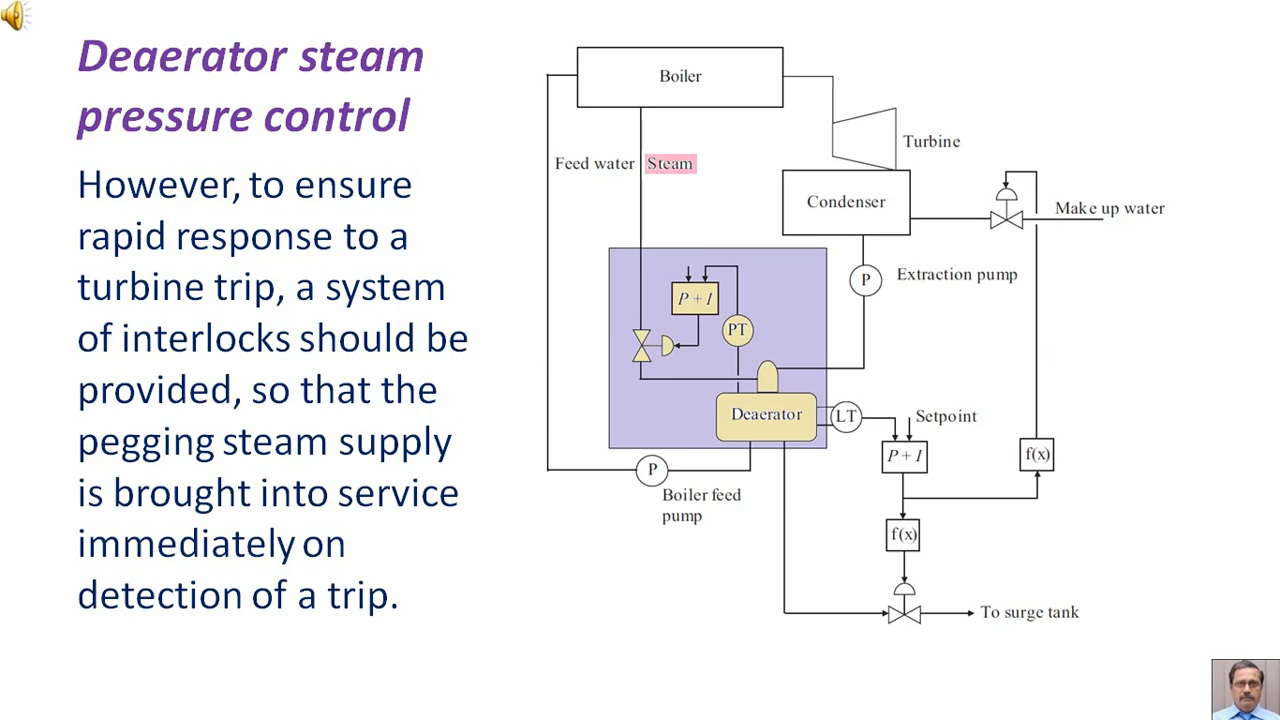 Deaerator steam
pressure control
However, to ensure
rapid response to a
turbine trip, a system
of interlocks should be
provided, so that the
pegging steam supply
is brought into service
immediately on
detection of a trip.
Boiler
Turbine
Feed water
Steam
Condenser
Make up water
P
Extraction pump
P + I
PT
Deaerator
LT
Setpoint
P + I
f(x)
P
Boiler feed
pump
f(x)
To surge tank